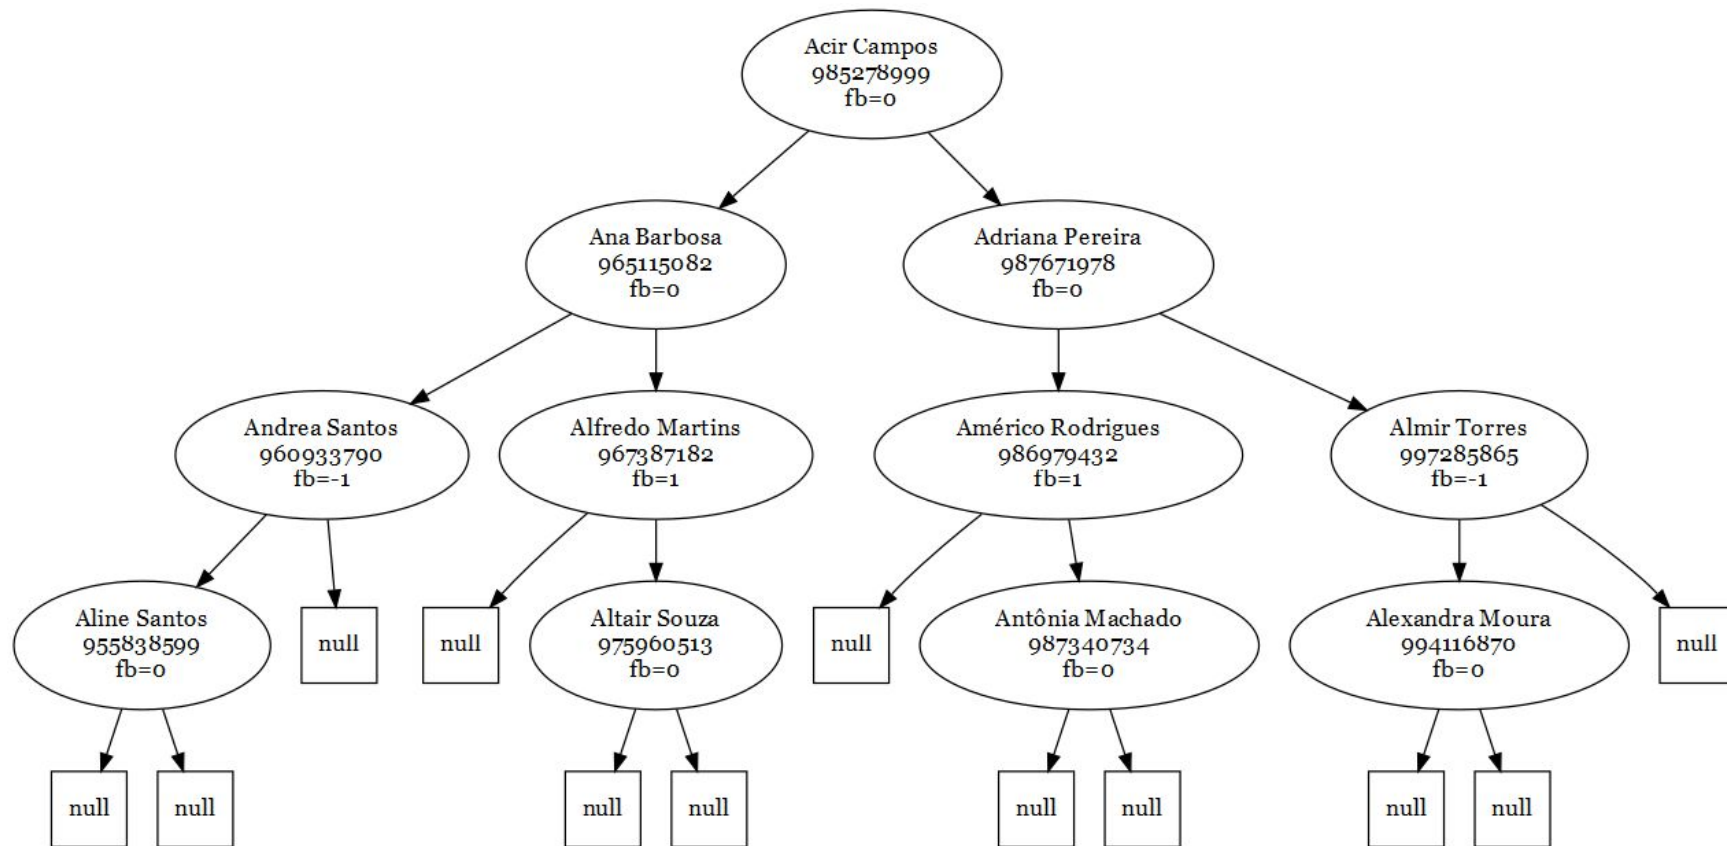 Acir Campos
985278999
fb=0
Ana Barbosa
965115082
fb=0
Adriana Pereira
987671978
fb=0
Andrea Santos
960933790
fb=-1
Alfredo Martins
967387182
fb=1
Américo Rodrigues
986979432
fb=1
Almir Torres
997285865
fb=-1
Aline Santos
955838599
fb=0
null
null
Altair Souza
975960513
fb=0
null
Antônia Machado
987340734
fb=0
Alexandra Moura
994116870
fb=0
null
null
null
null
null
null
null
null
null